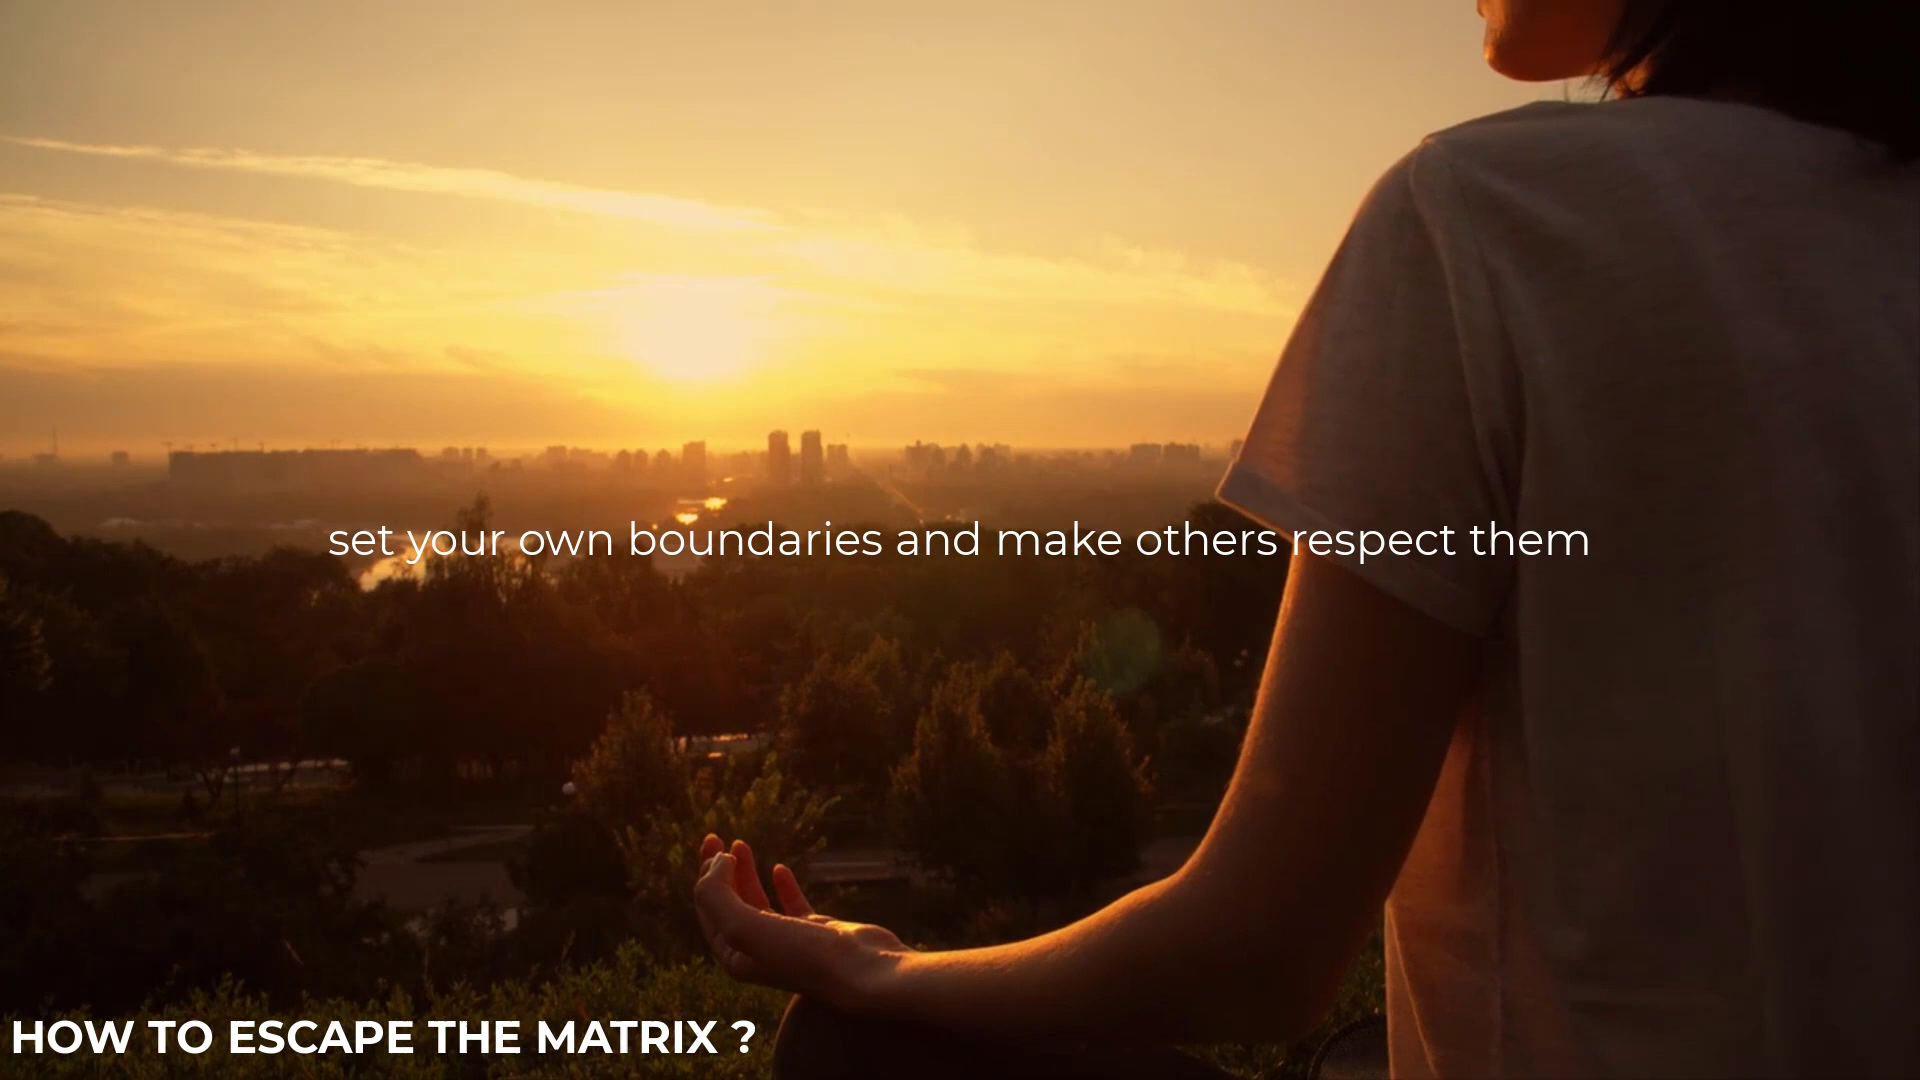 set your own boundaries and make others respect them
HOW TO ESCAPE THE MATRIX ?